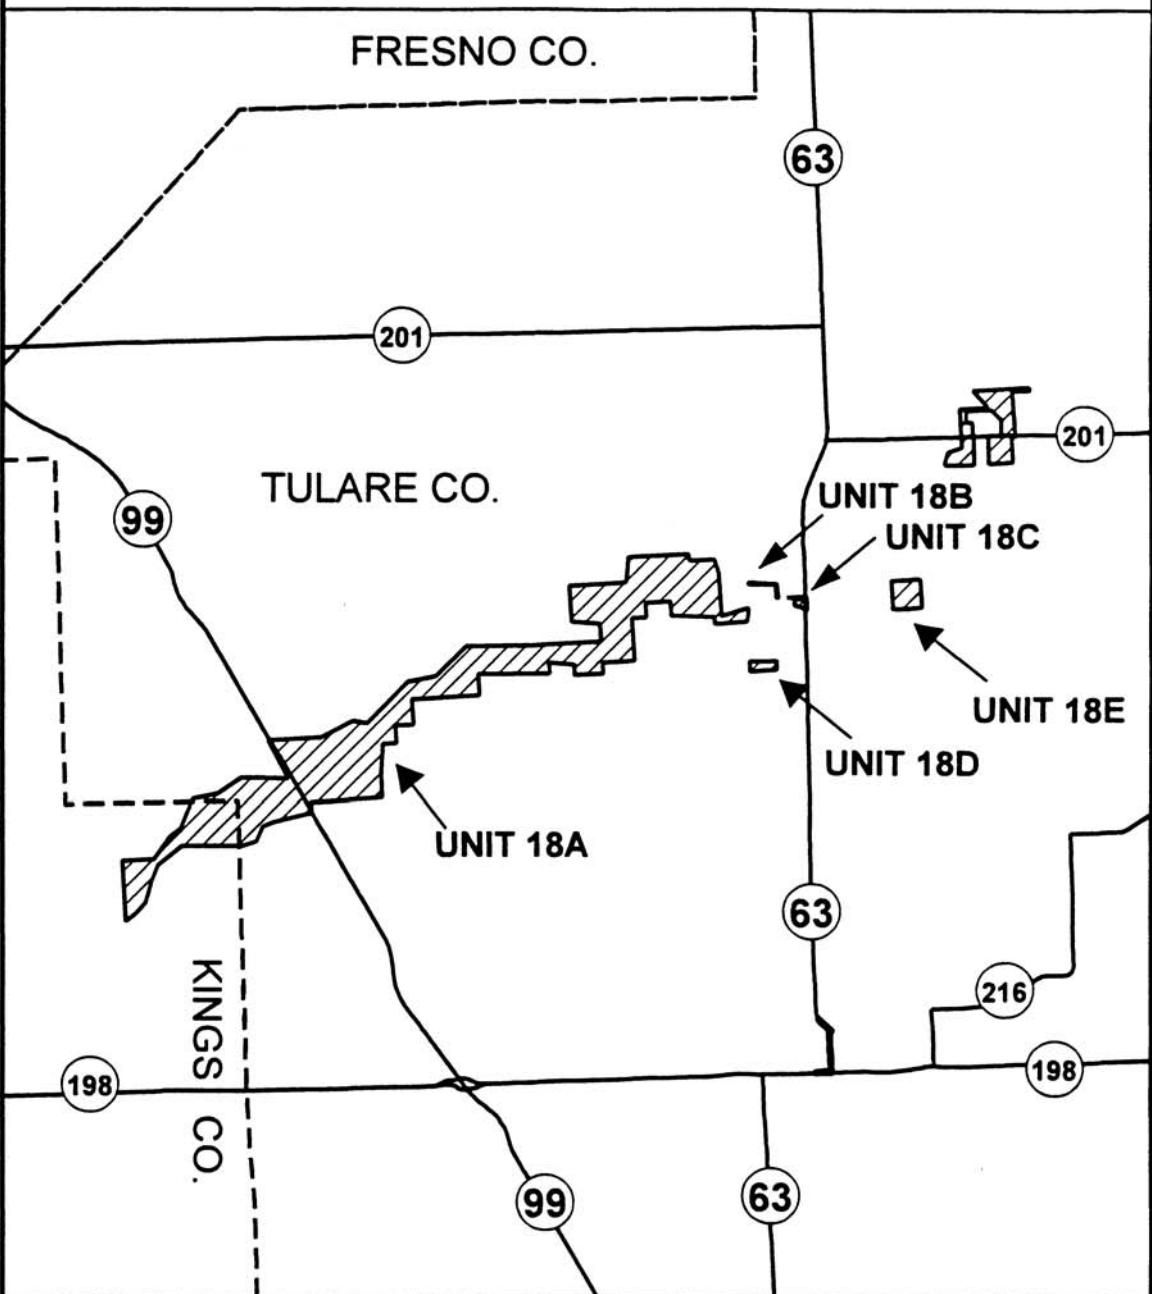 FRESNO CO.
63
201
201
TULARE CO.
UNIT 18B
99
UNIT 18C
UNIT 18E
UNIT 18D
UNIT 18A
63
KINGS CO.
216
198
198
99
63